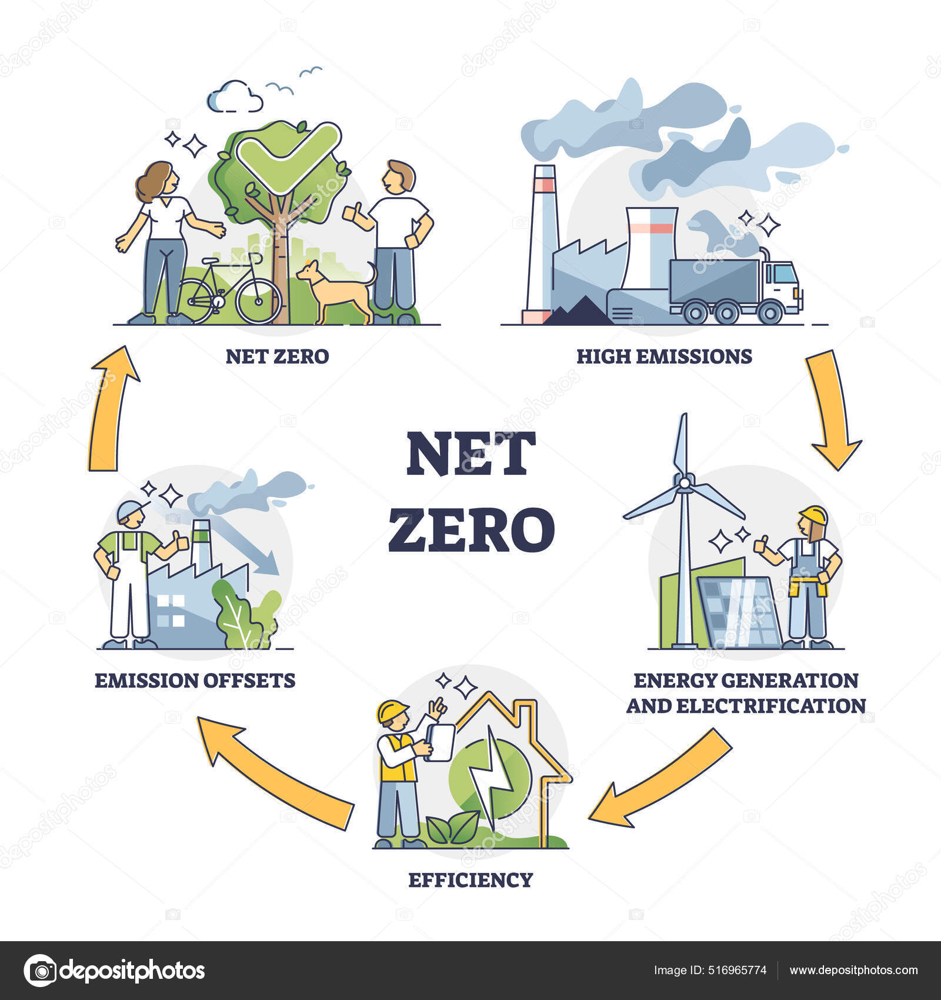 NET ZERO
HIGH EMISSIONS
NET
ZERO
EMISSION OFFSETS
ENERGY GENERATION
AND ELECTRIFICATION
EFFICIENCY
depositphotos
Image ID: 516965774
www.depositphotos.com